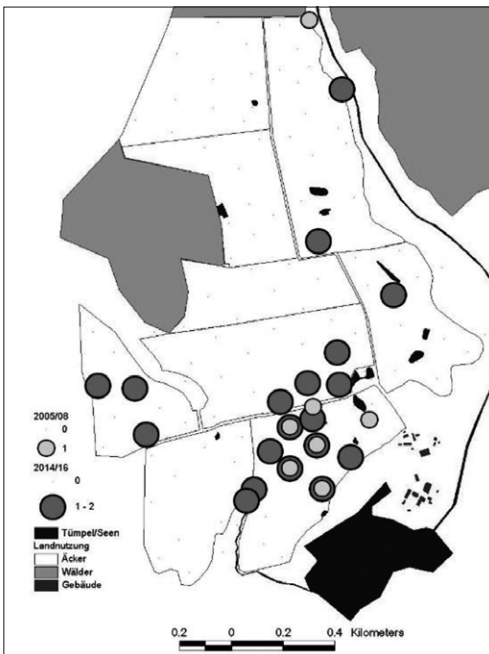 2005/08
0
1
2014/16
0
1 - 2
Tümpel/Seen
Landnutzung
Äcker
Wälder
Gebäude
0.2 0 0.2 0.4 Kilometers